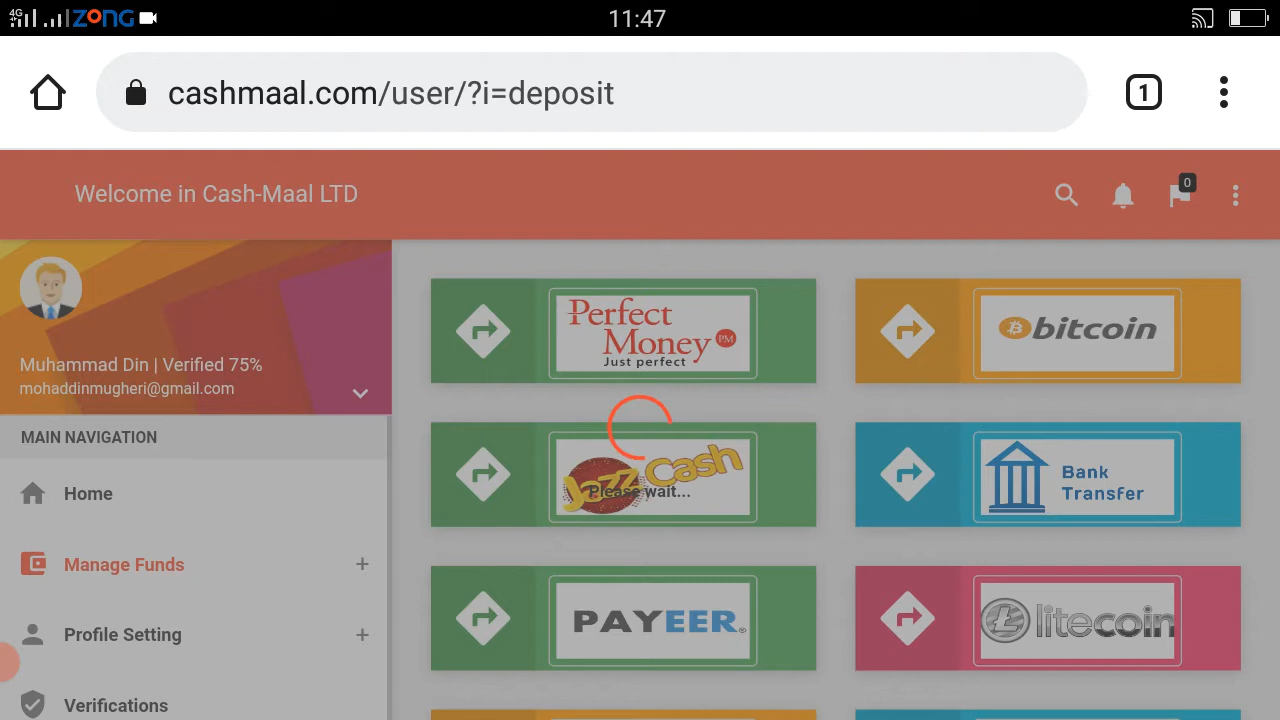 4G ZONG 11:47
cashmaal.com/user/?i=deposit 1
Welcome in Cash-Maal LTD 0
Muhammad Din | Verified 75%
mohaddinmugheri@gmail.com
MAIN NAVIGATION
Home
Manage Funds +
Profile Setting +
Verifications
Perfect
Money PM
Just perfect
bitcoin
Jazz Cash
Please wait...
Bank
Transfer
PAYEER®
litecoin